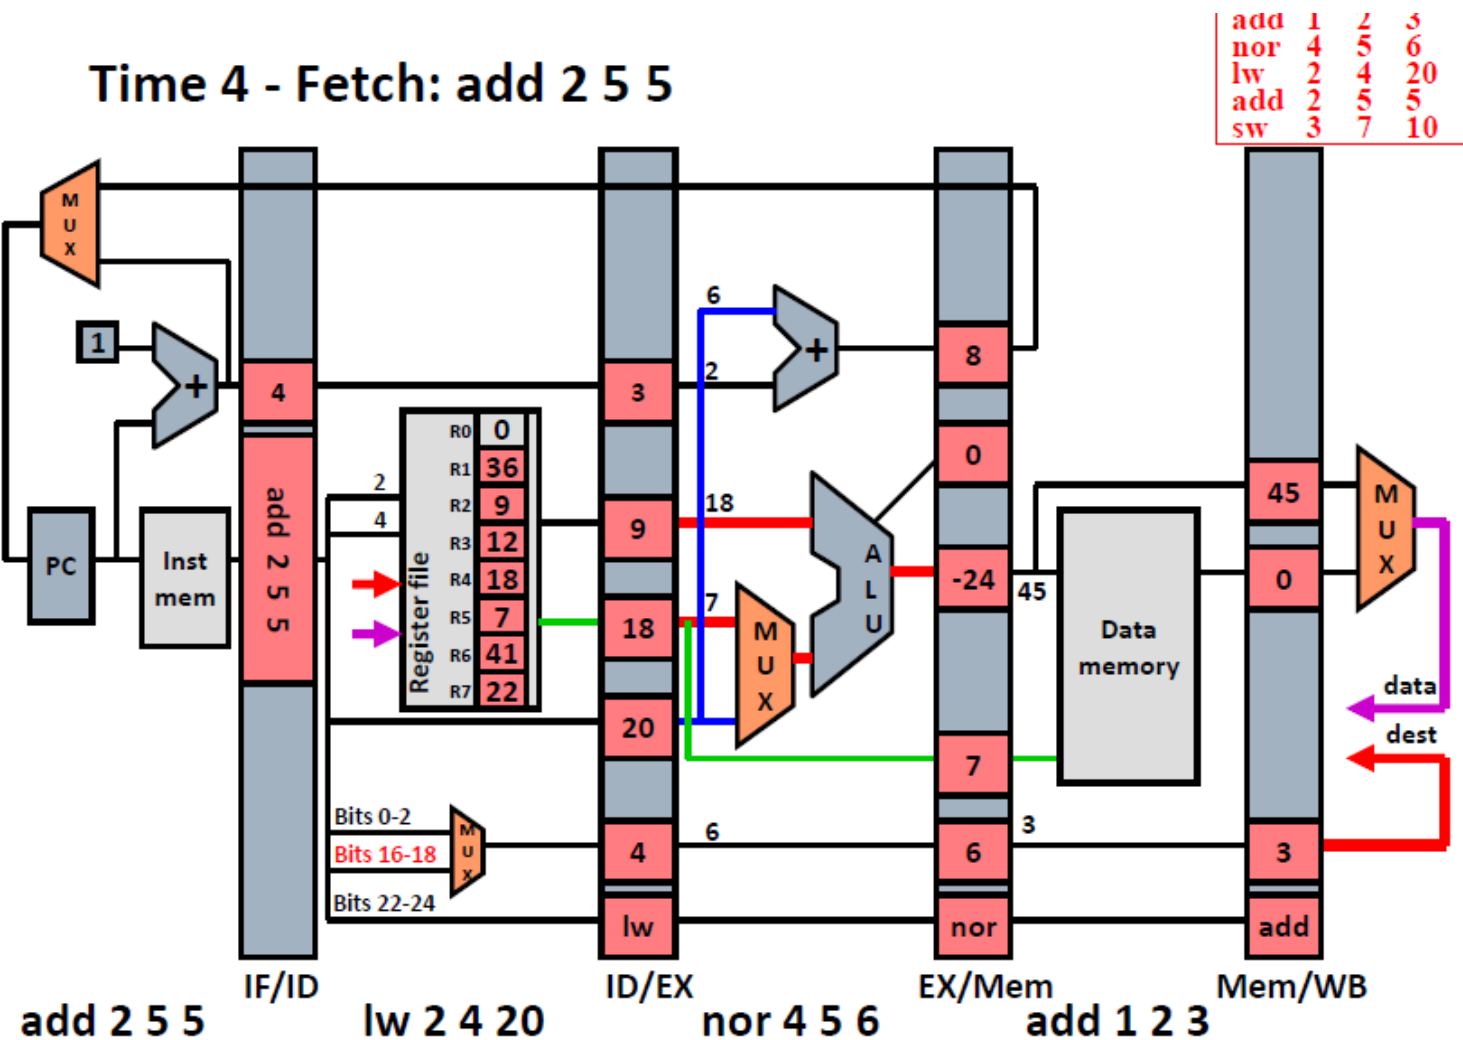 add 1 2 3
nor 4 5 6
lw 2 4 20
add 2 5 5
sw 3 7 10
Time 4 - Fetch: add 2 5 5
M
U
X
1
+
4
PC
Inst
mem
add 2 5 5
2
4
Register file
R0 0
R1 36
R2 9
R3 12
R4 18
R5 7
R6 41
R7 22
Bits 0-2
Bits 16-18
Bits 22-24
M
U
X
3
9
18
20
4
lw
6
2
+
18
7
M
U
X
A
L
U
6
8
0
-24
7
6
nor
45
3
Data
memory
45
0
3
add
M
U
X
data
dest
IF/ID
ID/EX
EX/Mem
Mem/WB
add 2 5 5
lw 2 4 20
nor 4 5 6
add 1 2 3